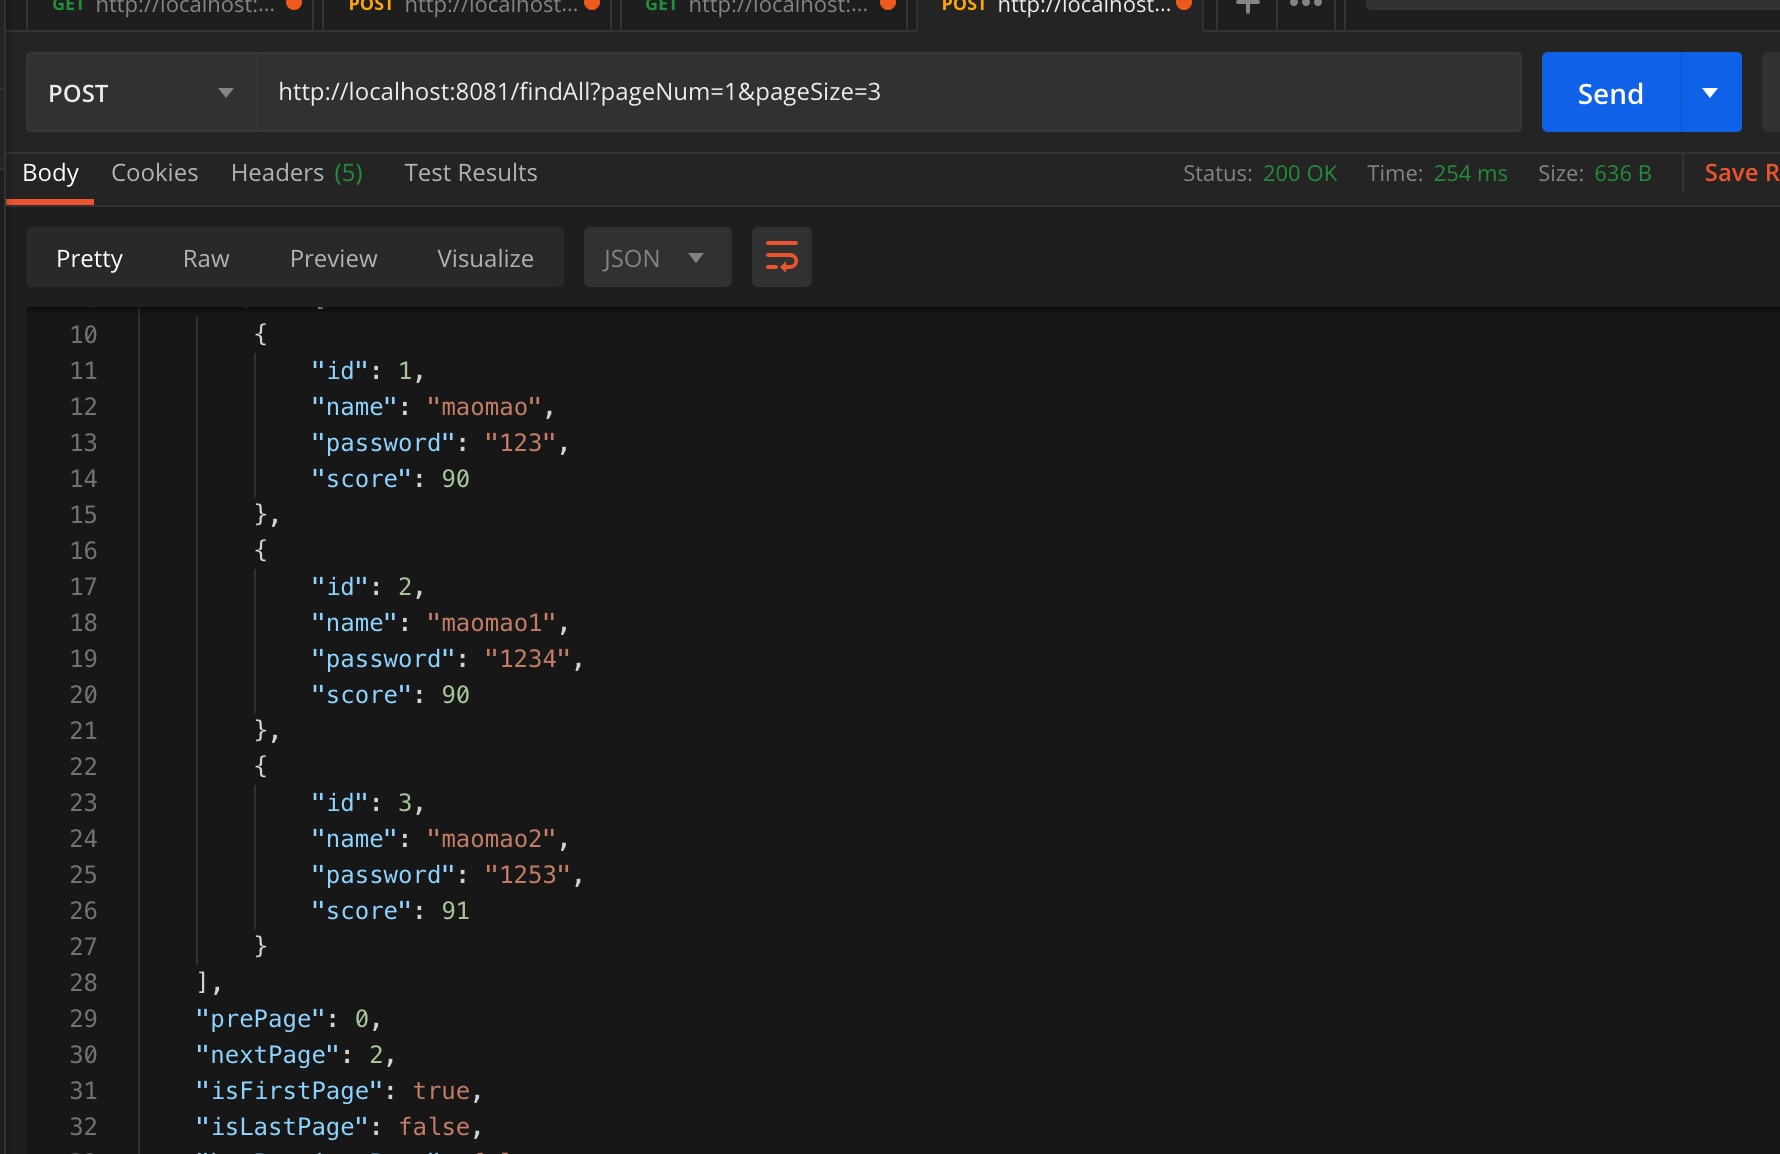 GET http://localhost:... POST http://localhost... GET http://localhost:... POST http://localhost...
POST http://localhost:8081/findAll?pageNum=1&pageSize=3 Send
Body Cookies Headers (5) Test Results Status: 200 OK Time: 254 ms Size: 636 B Save R
Pretty Raw Preview Visualize JSON
10 {
11 "id": 1,
12 "name": "maomao",
13 "password": "123",
14 "score": 90
15 },
16 {
17 "id": 2,
18 "name": "maomao1",
19 "password": "1234",
20 "score": 90
21 },
22 {
23 "id": 3,
24 "name": "maomao2",
25 "password": "1253",
26 "score": 91
27 }
28 ],
29 "prePage": 0,
30 "nextPage": 2,
31 "isFirstPage": true,
32 "isLastPage": false,